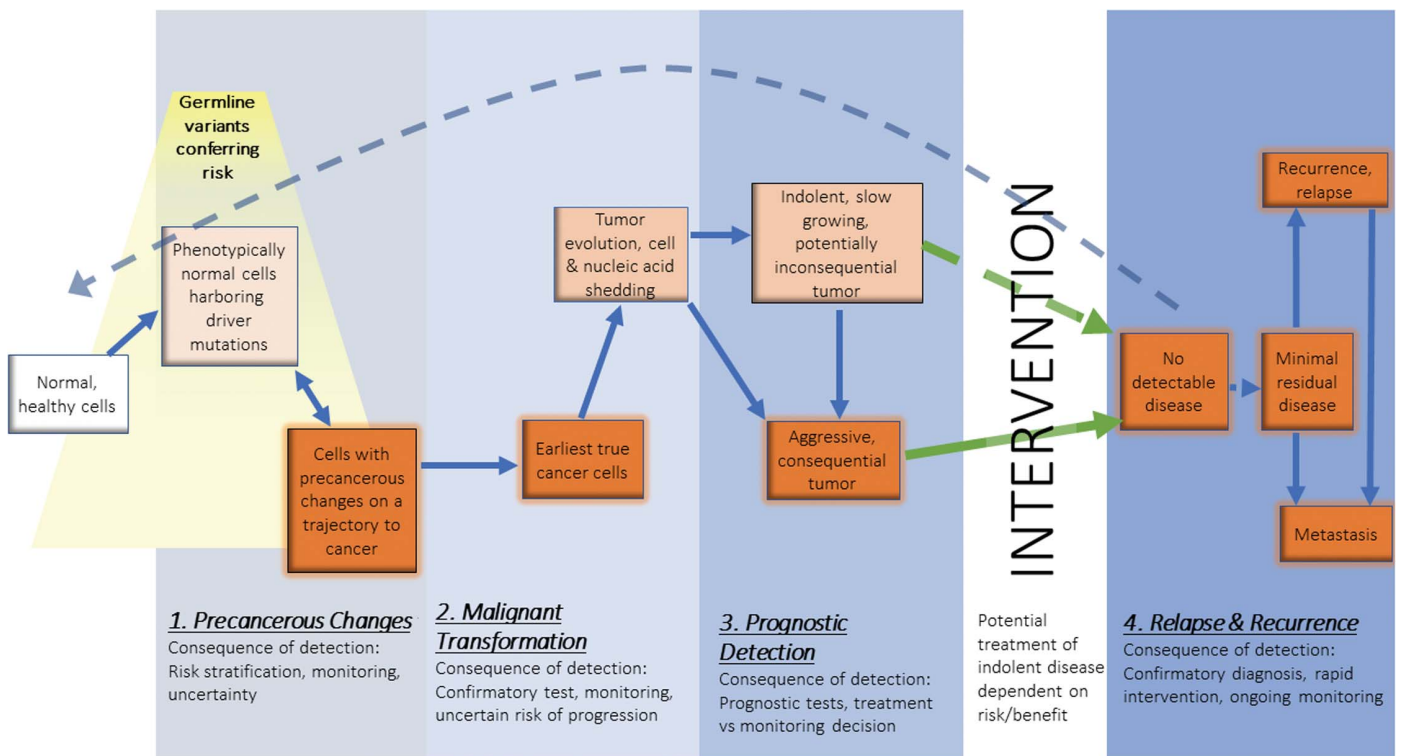 Germline
variants
conferring
risk
Normal,
healthy cells
Phenotypically
normal cells
harboring
driver
mutations
Cells with
precancerous
changes on a
trajectory to
cancer
Earliest true
cancer cells
Tumor
evolution, cell
& nucleic acid
shedding
Indolent, slow
growing,
potentially
inconsequential
tumor
Aggressive,
consequential
tumor
INTERVENTION
No
detectable
disease
Minimal
residual
disease
Recurrence,
relapse
Metastasis
1. Precancerous Changes
Consequence of detection:
Risk stratification, monitoring,
uncertainty
2. Malignant
Transformation
Consequence of detection:
Confirmatory test, monitoring,
uncertain risk of progression
3. Prognostic
Detection
Consequence of detection:
Prognostic tests, treatment
vs monitoring decision
Potential
treatment of
indolent disease
dependent on
risk/benefit
4. Relapse & Recurrence
Consequence of detection:
Confirmatory diagnosis, rapid
intervention, ongoing monitoring